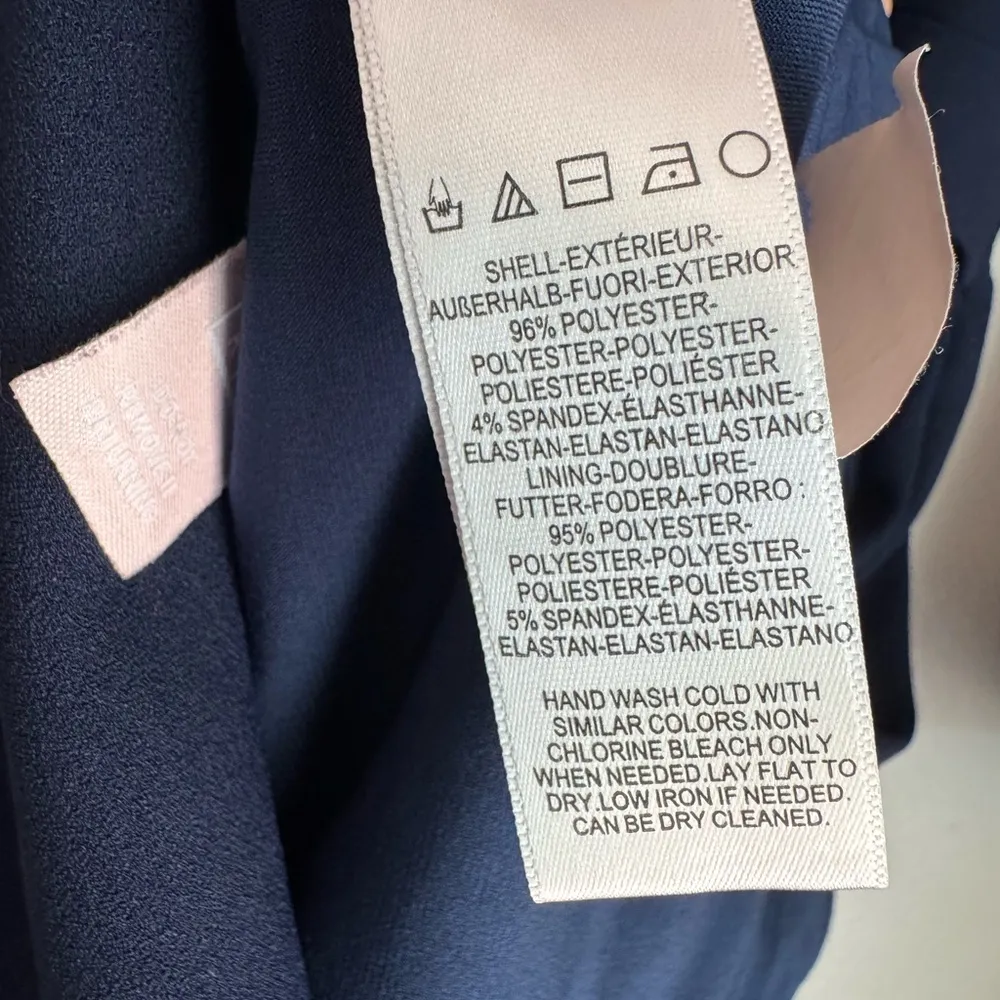 SHELL-EXTÉRIEUR-
AUßERHALB-FUORI-EXTERIOR
96% POLYESTER-
POLYESTER-POLYESTER-
POLIESTERE-POLIÉSTER
4% SPANDEX-ÉLASTHANNE-
ELASTAN-ELASTAN-ELASTANO
LINING-DOUBLURE-
FUTTER-FODERA-FORRO :
95% POLYESTER-
POLYESTER-POLYESTER-
POLIESTERE-POLIÉSTER
5% SPANDEX-ÉLASTHANNE-
ELASTAN-ELASTAN-ELASTANO
HAND WASH COLD WITH
SIMILAR COLORS.NON-
CHLORINE BLEACH ONLY
WHEN NEEDED.LAY FLAT TO
DRY.LOW IRON IF NEEDED.
CAN BE DRY CLEANED.